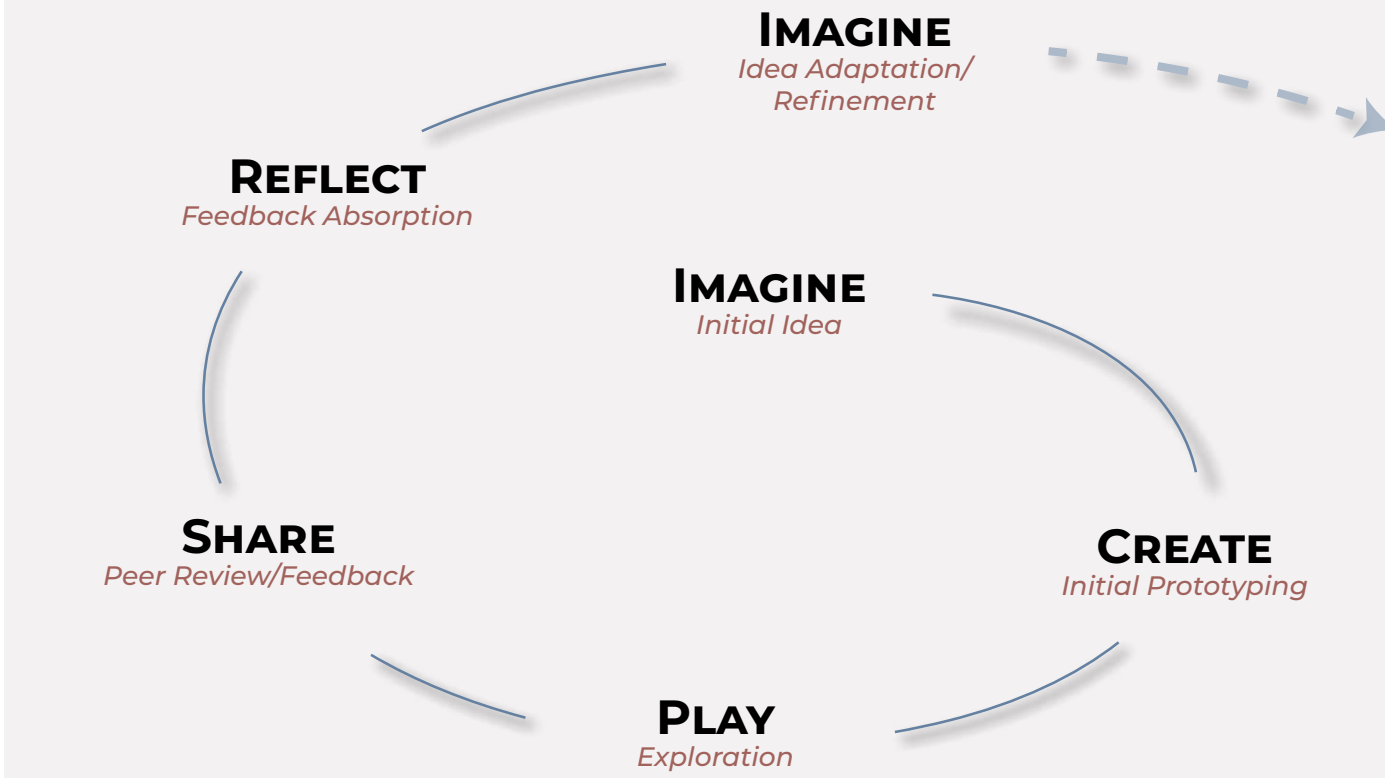 IMAGINE
Idea Adaptation/
Refinement
REFLECT
Feedback Absorption
IMAGINE
Initial Idea
SHARE
Peer Review/Feedback
CREATE
Initial Prototyping
PLAY
Exploration